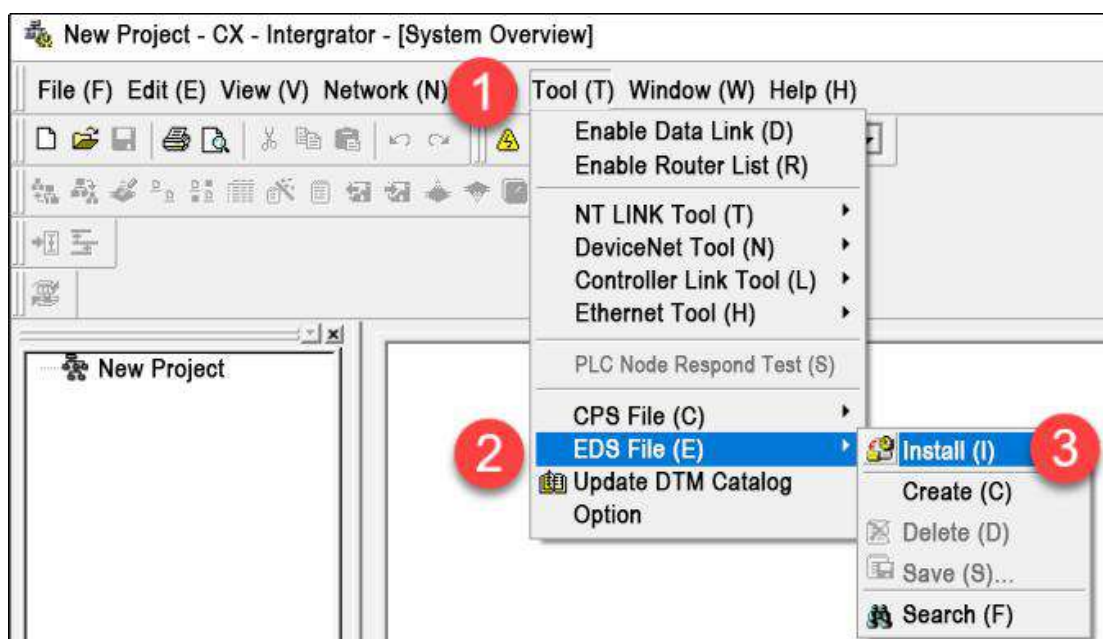 New Project - CX - Intergrator - [System Overview]
File (F) Edit (E) View (V) Network (N) 1 Tool (T) Window (W) Help (H)
Enable Data Link (D)
Enable Router List (R)
NT LINK Tool (T)
DeviceNet Tool (N)
Controller Link Tool (L)
Ethernet Tool (H)
New Project
PLC Node Respond Test (S)
CPS File (C)
2 EDS File (E)
Install (I) 3
Update DTM Catalog
Create (C)
Option
Delete (D)
Save (S)...
Search (F)